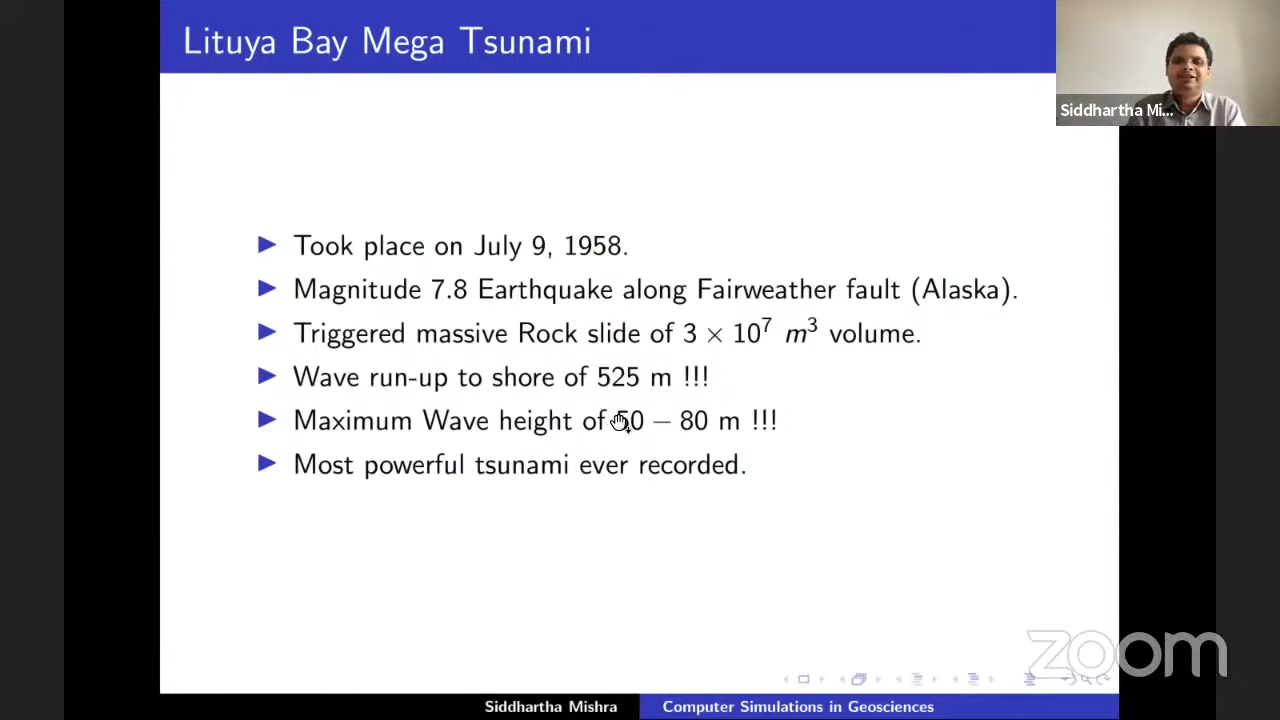 Lituya Bay Mega Tsunami
Siddhartha Mi...
▶ Took place on July 9, 1958.
▶ Magnitude 7.8 Earthquake along Fairweather fault (Alaska).
▶ Triggered massive Rock slide of 3 × 10⁷ m³ volume.
▶ Wave run-up to shore of 525 m !!!
▶ Maximum Wave height of 50 – 80 m !!!
▶ Most powerful tsunami ever recorded.
zoom
Siddhartha Mishra Computer Simulations in Geosciences